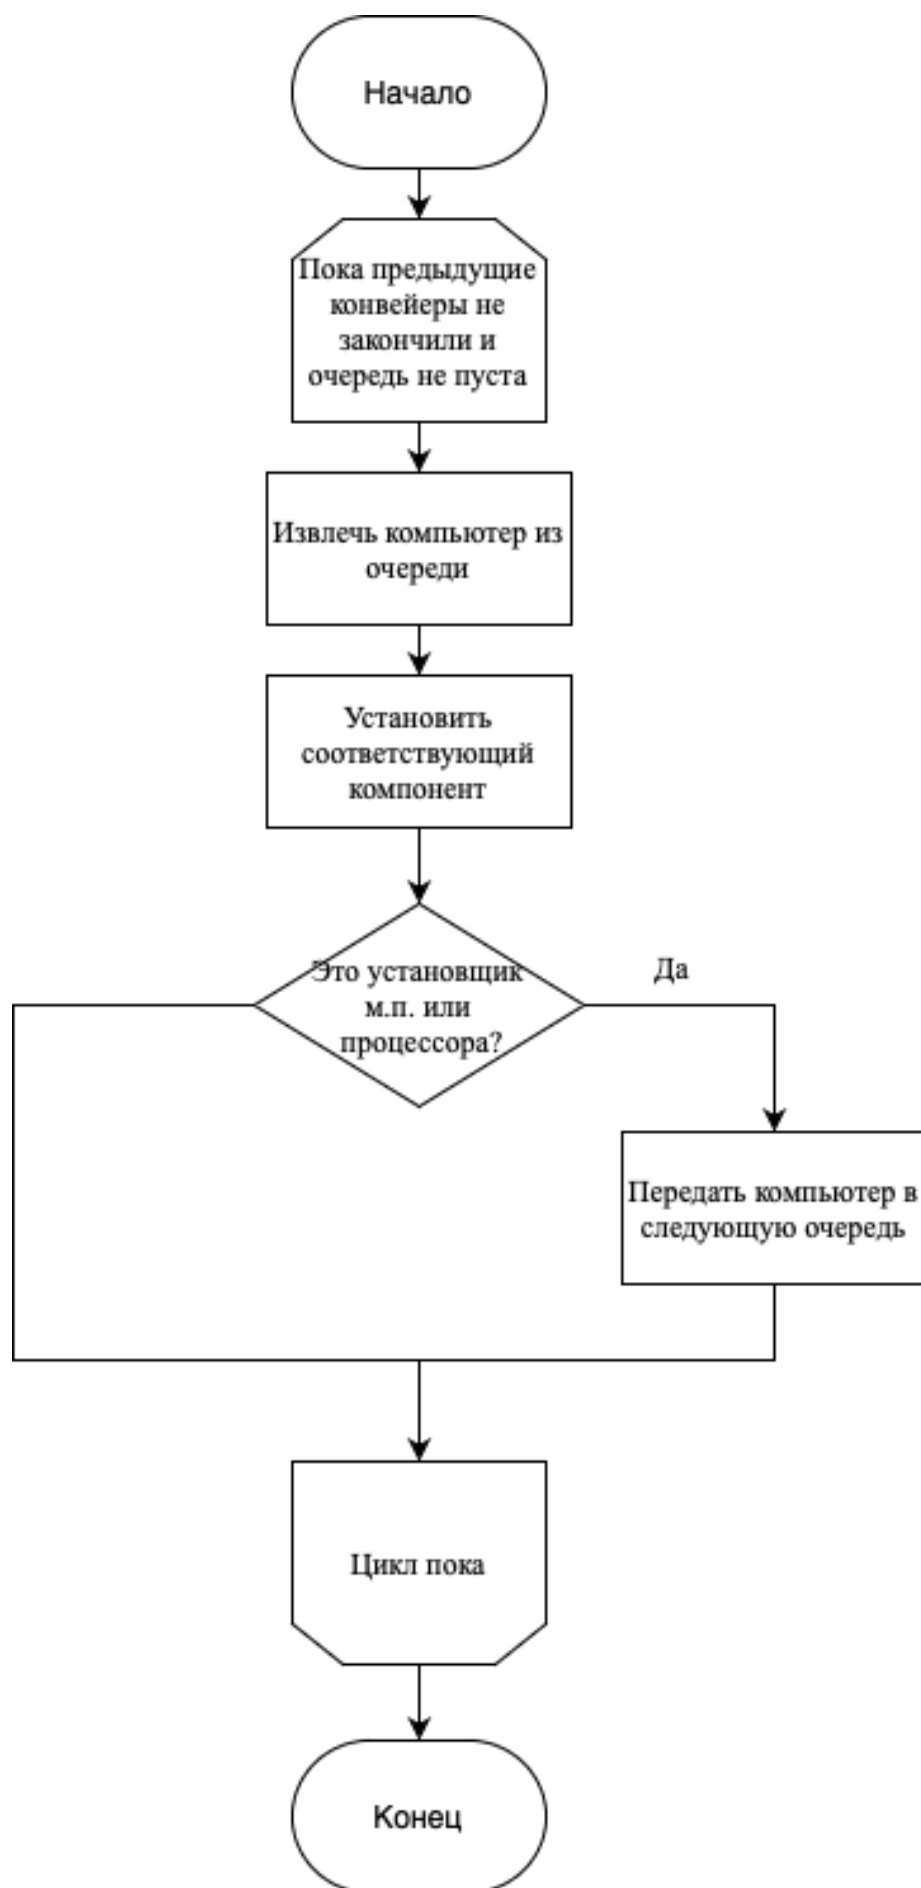 Начало
Пока предыдущие
конвейеры не
закончили и
очередь не пуста
Извлечь компьютер из
очереди
Установить
соответствующий
компонент
Это установщик
м.п. или
процессора?
Да
Передать компьютер в
следующую очередь
Цикл пока
Конец